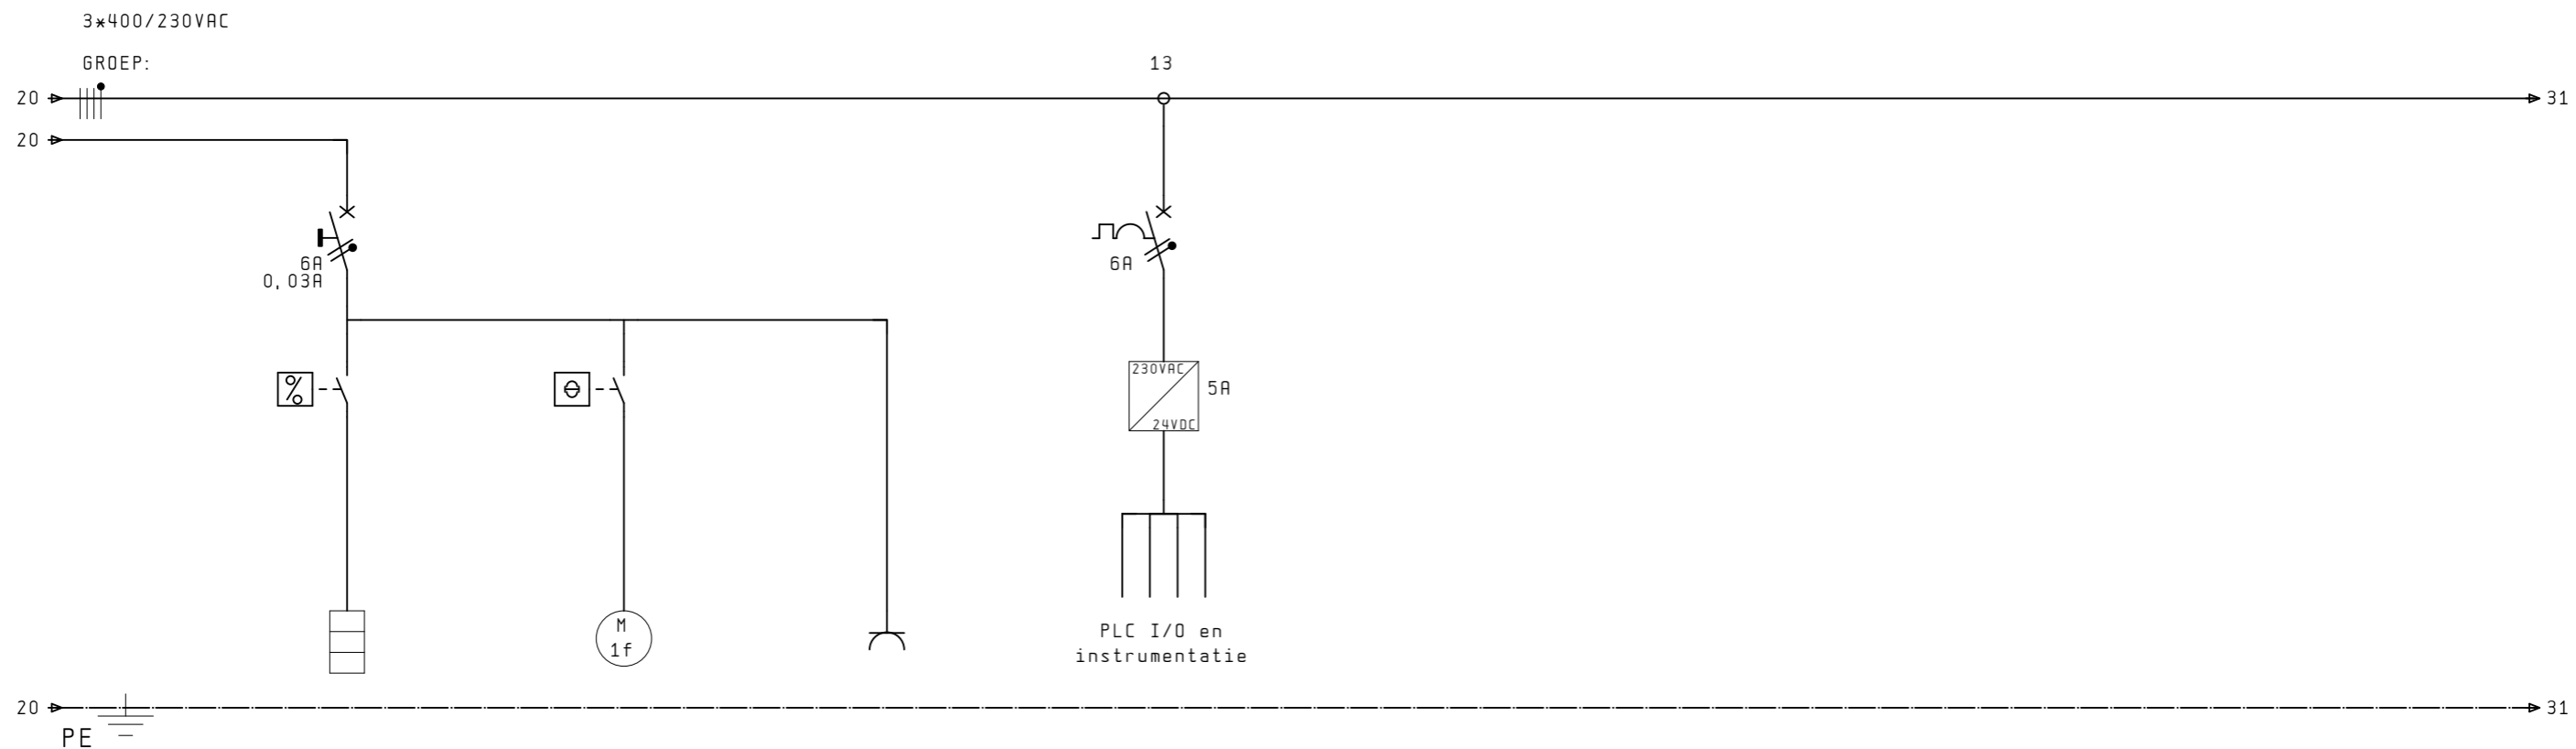 3*400/230VAC
GROEP:
13
20
31
20
6A
0,03A
6A
%
θ
230VAC
24VDC
5A
M
1f
PLC I/O en
instrumentatie
20
31
PE